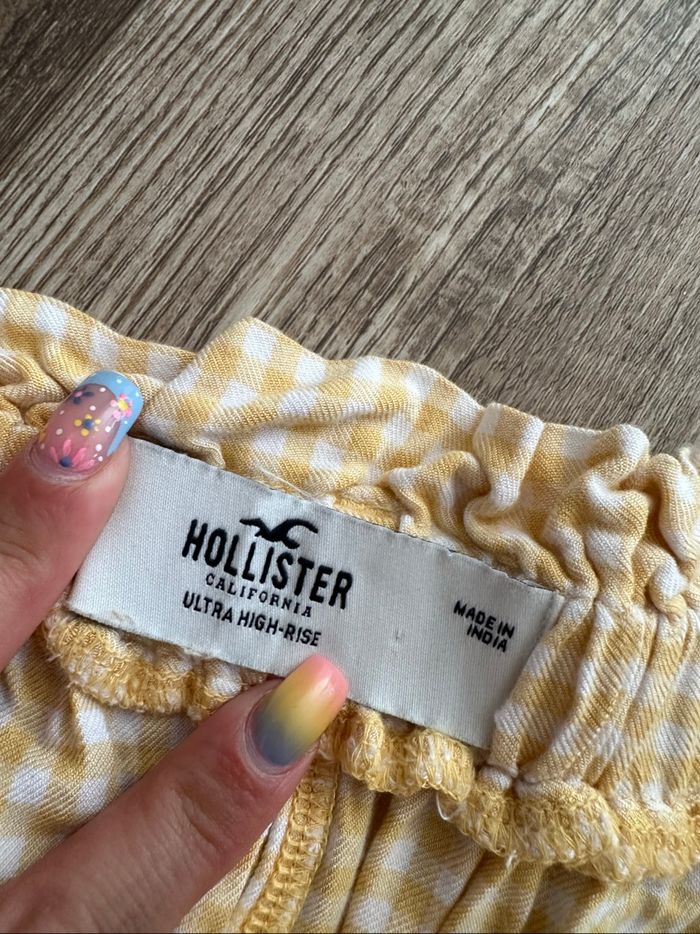 HOLLISTER
CALIFORNIA
ULTRA HIGH-RISE
MADE IN
INDIA